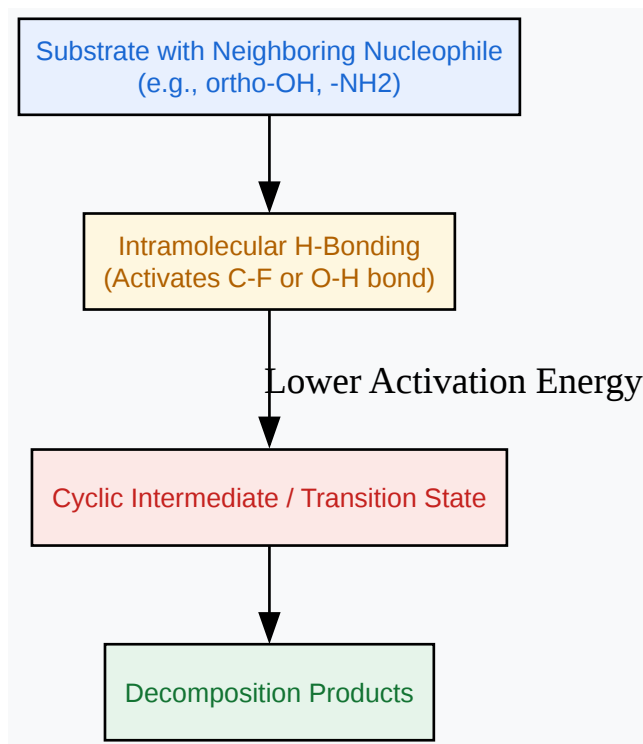 Substrate with Neighboring Nucleophile
(e.g., ortho-OH, -NH2)
Intramolecular H-Bonding
(Activates C-F or O-H bond)
Lower Activation Energy
Cyclic Intermediate / Transition State
Decomposition Products